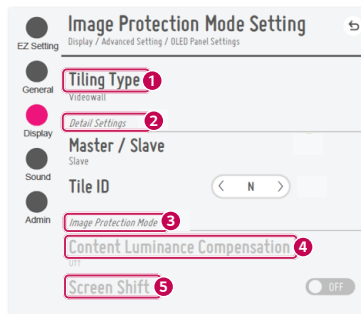 Image Protection Mode Setting
Display / Advanced Setting / OLED Panel Settings
EZ Setting
General
Display
Sound
Admin
Tiling Type 1
Videowall
Detail Settings 2
Master / Slave
Slave
Tile ID
N
Image Protection Mode 3
Content Luminance Compensation 4
Off
Screen Shift 5
OFF